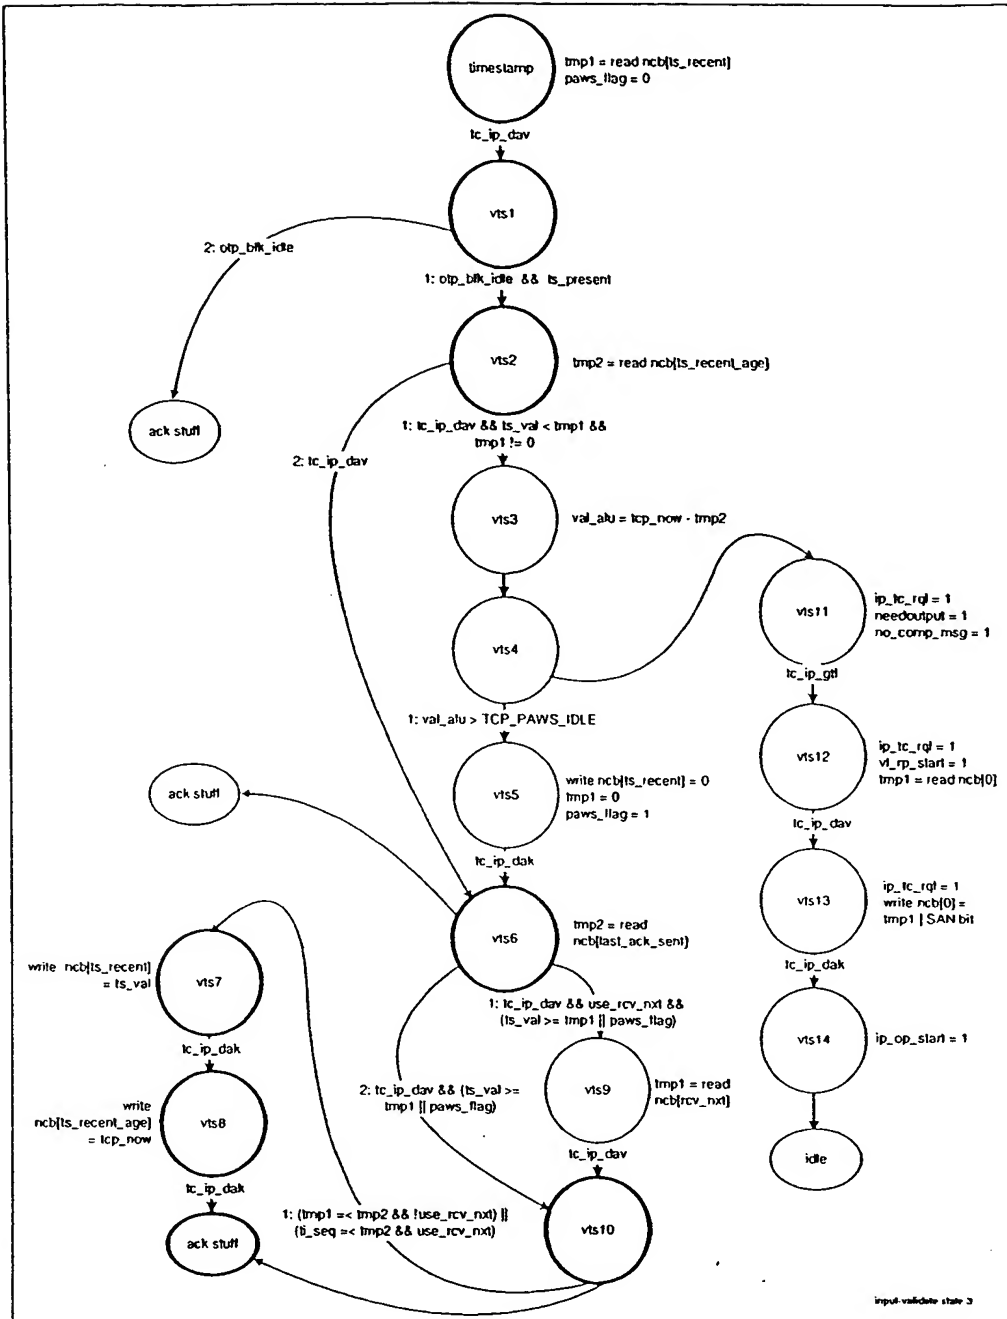 timestamp
tmp1 = read ncb[ts_recent]
paws_flag = 0
tc_ip_dav
vts1
2: otp_bfk_idle
1: otp_bfk_idle && ts_present
vts2
tmp2 = read ncb[ts_recent_age]
ack stuff
1: tc_ip_dav && ts_val < tmp1 &&
tmp1 != 0
2: tc_ip_dav
vts3
val_alu = tcp_now - tmp2
vts11
ip_tc_rql = 1
needoutput = 1
no_comp_msg = 1
vts4
tc_ip_gtl
1: val_alu > TCP_PAWS_IDLE
vts12
ip_tc_rql = 1
vl_rp_start = 1
tmp1 = read ncb[0]
ack stuff
vts5
write ncb[ts_recent] = 0
tmp1 = 0
paws_flag = 1
tc_ip_dav
tc_ip_dak
vts13
ip_tc_rql = 1
write ncb[0] =
tmp1 | SAN bit
vts6
tmp2 = read
ncb[last_ack_sent]
write ncb[ts_recent]
= ts_val
vts7
tc_ip_dak
1: tc_ip_dav && use_rcv_nxt &&
(ts_val >= tmp1 || paws_flag)
vts14
ip_op_start = 1
tc_ip_dak
2: tc_ip_dav && (ts_val >=
tmp1 || paws_flag)
vts9
tmp1 = read
ncb[rcv_nxt]
write
ncb[ts_recent_age]
= tcp_now
vts8
tc_ip_dav
idle
tc_ip_dak
1: (tmp1 =< tmp2 && !use_rcv_nxt) ||
(ti_seq =< tmp2 && use_rcv_nxt)
vts10
ack stuff
input-validate state 3